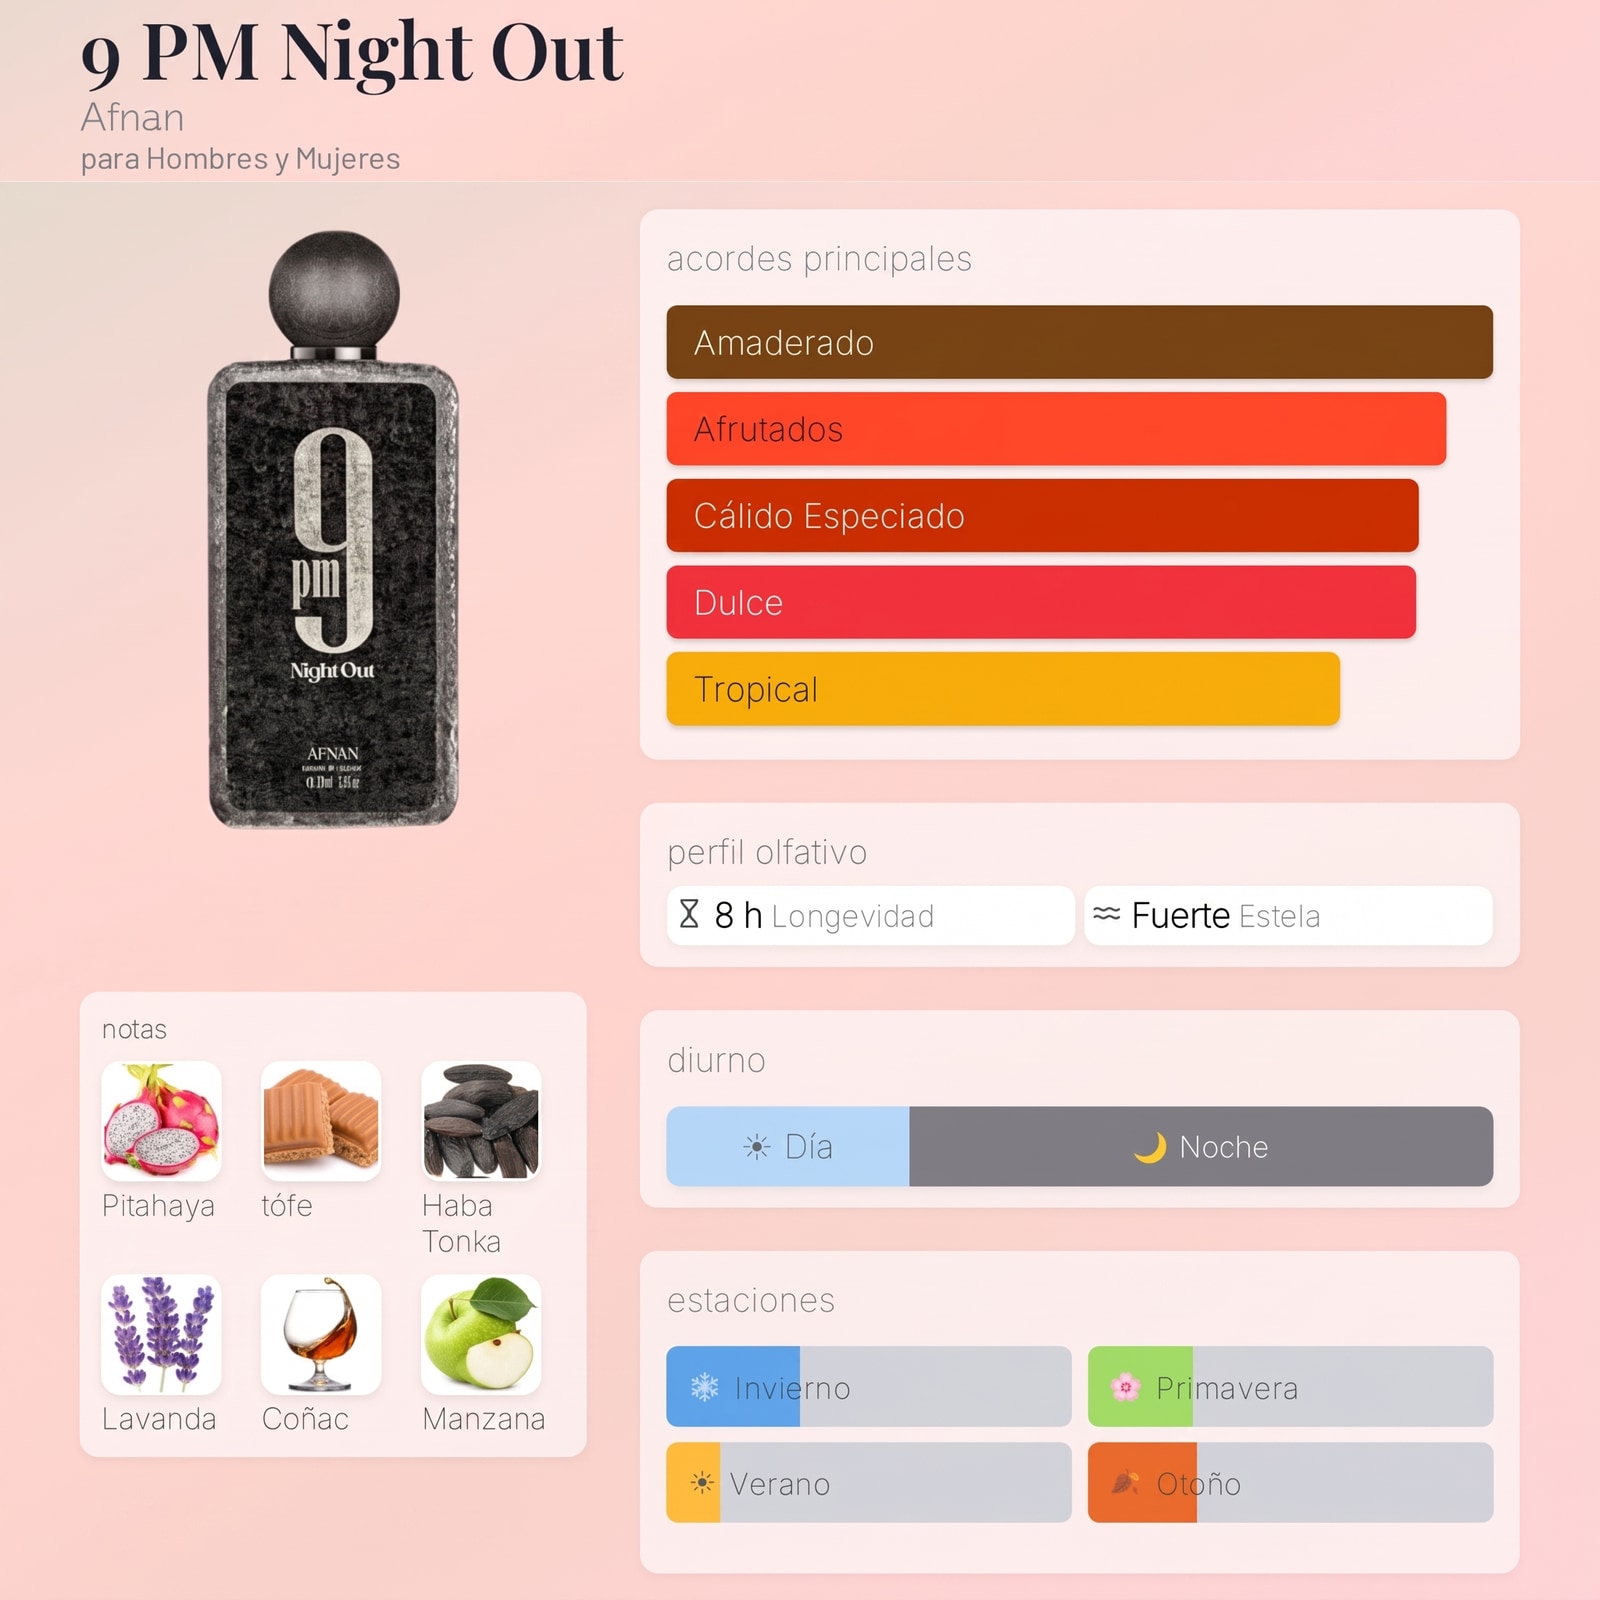 9 PM Night Out
Afnan
para Hombres y Mujeres
9
pm
Night Out
AFNAN
acordes principales
Amaderado
Afrutados
Cálido Especiado
Dulce
Tropical
perfil olfativo
8 h Longevidad
Fuerte Estela
notas
Pitahaya
tófe
Haba
Tonka
Lavanda
Coñac
Manzana
diurno
Día
Noche
estaciones
Invierno
Primavera
Verano
Otoño